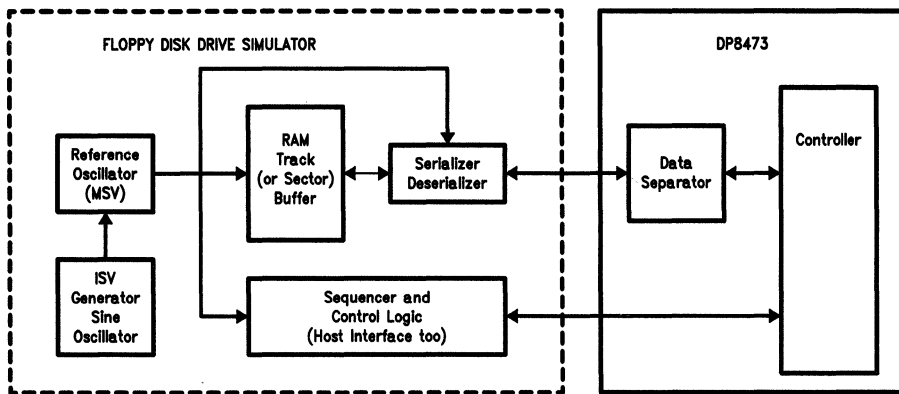 FLOPPY DISK DRIVE SIMULATOR
DP8473
Reference
Oscillator
(MSV)
RAM
Track
(or Sector)
Buffer
Serializer
Deserializer
Data
Separator
Controller
ISV
Generator
Sine
Oscillator
Sequencer and
Control Logic
(Host Interface too)